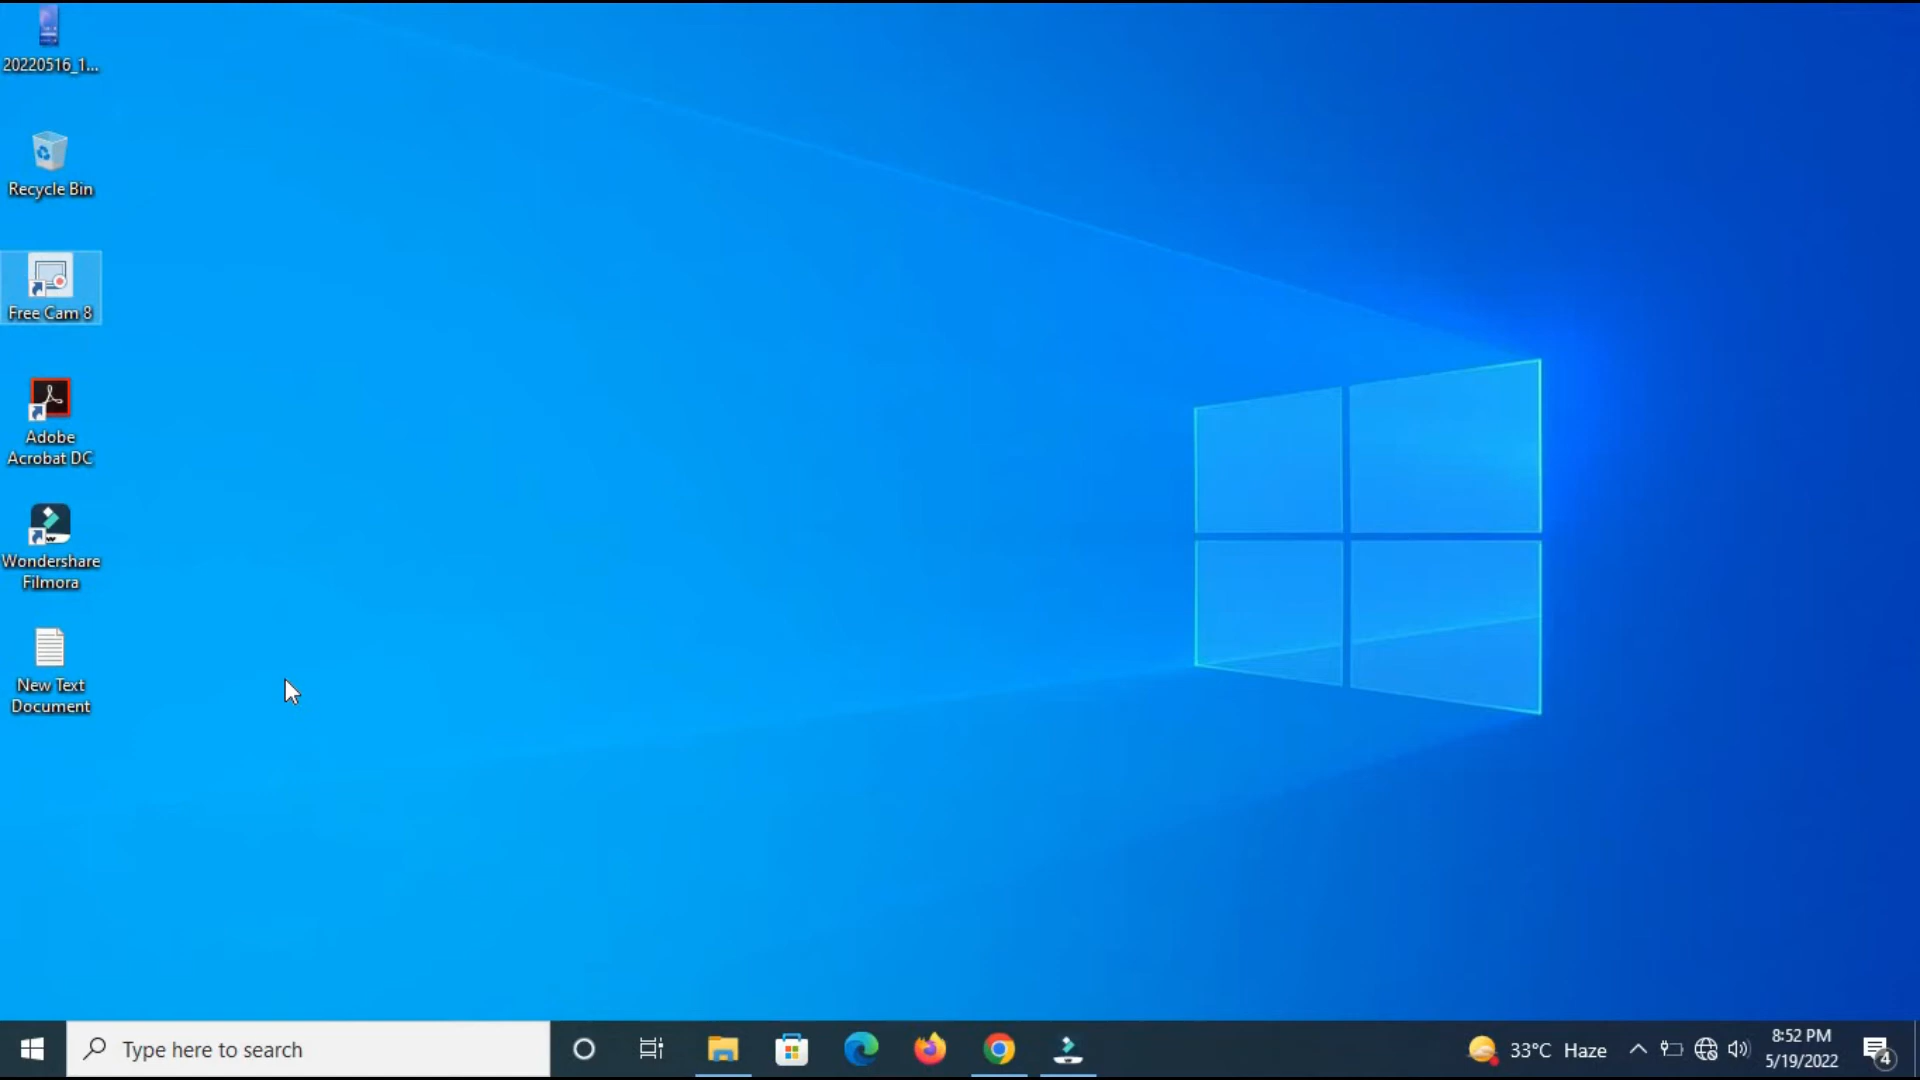 20220516_1...
Recycle Bin
Free Cam 8
Adobe
Acrobat DC
Wondershare
Filmora
New Text
Document
Type here to search
33°C Haze
8:52 PM
5/19/2022
4